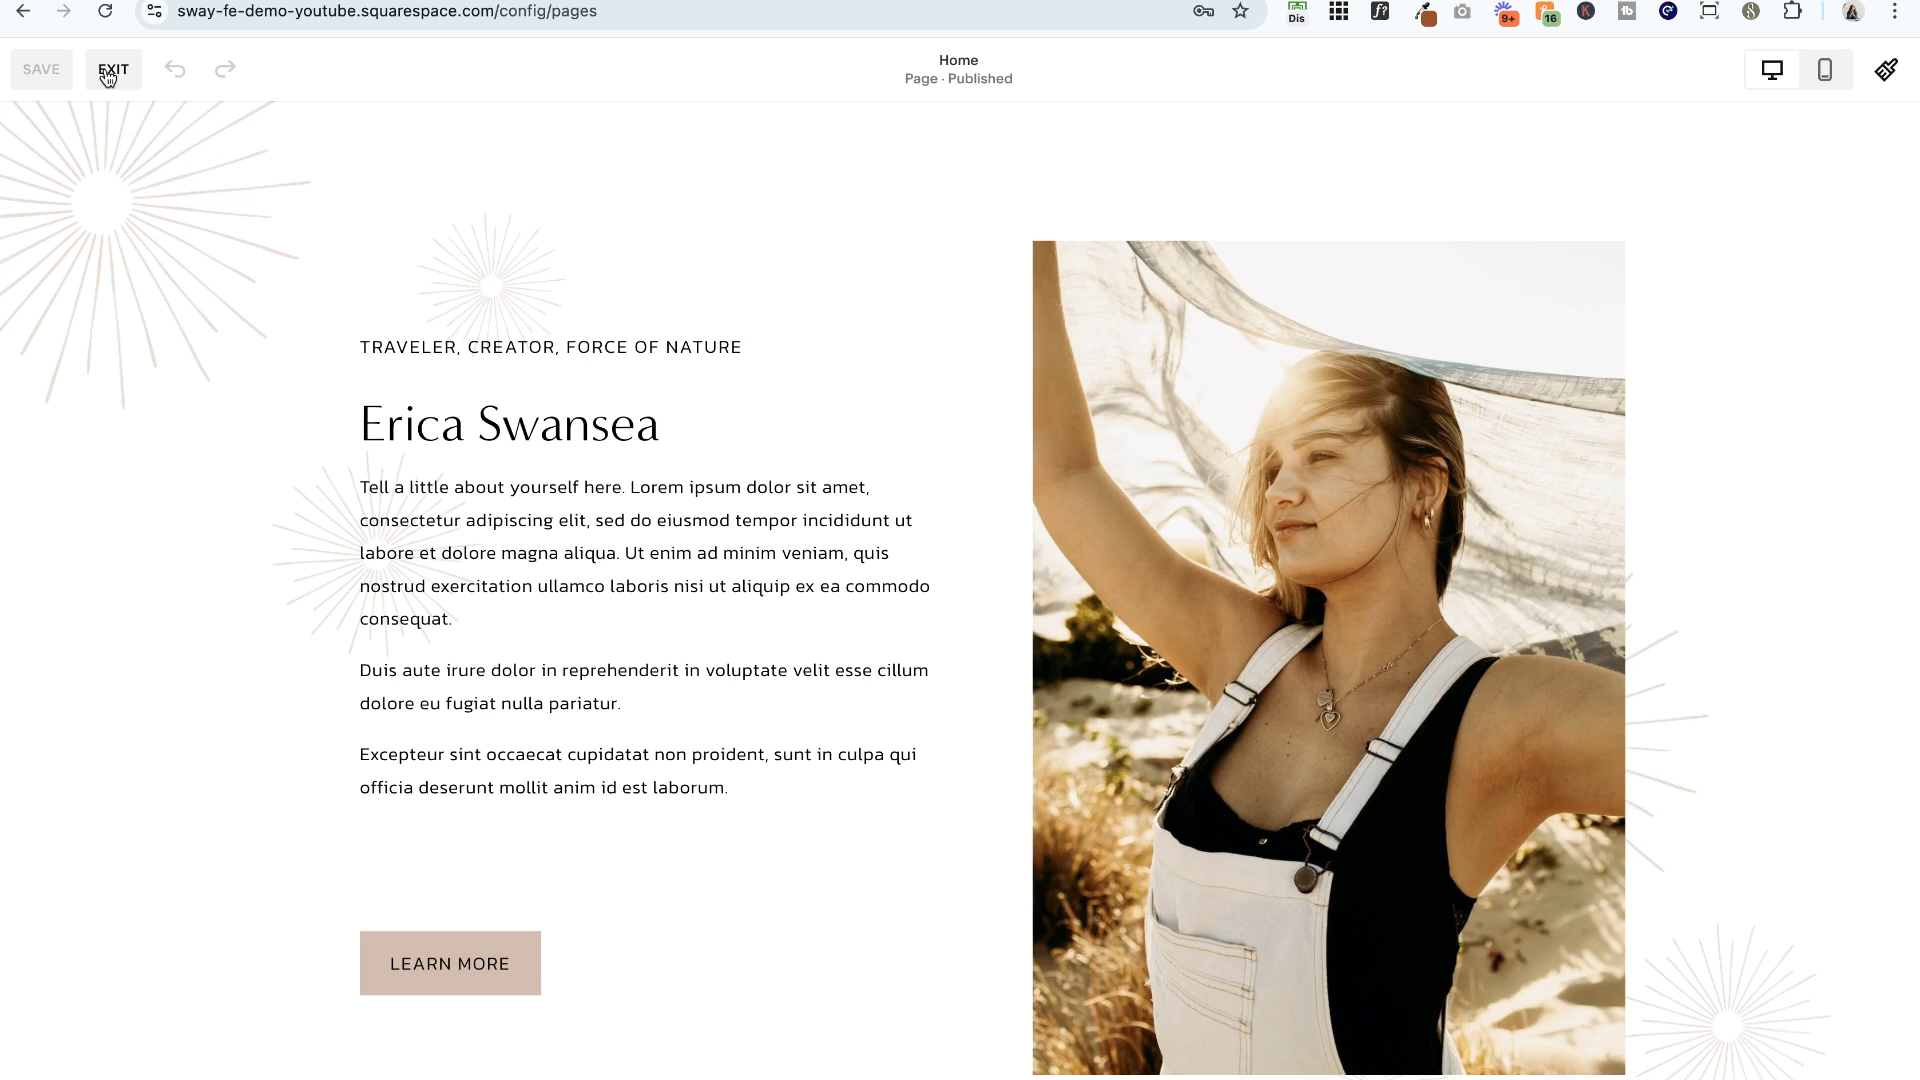 sway-fe-demo-youtube.squarespace.com/config/pages
Dis
f?
9+
16
K
tb
SAVE
EXIT
Home
Page · Published
TRAVELER, CREATOR, FORCE OF NATURE
Erica Swansea
Tell a little about yourself here. Lorem ipsum dolor sit amet,
consectetur adipiscing elit, sed do eiusmod tempor incididunt ut
labore et dolore magna aliqua. Ut enim ad minim veniam, quis
nostrud exercitation ullamco laboris nisi ut aliquip ex ea commodo
consequat.
Duis aute irure dolor in reprehenderit in voluptate velit esse cillum
dolore eu fugiat nulla pariatur.
Excepteur sint occaecat cupidatat non proident, sunt in culpa qui
officia deserunt mollit anim id est laborum.
LEARN MORE